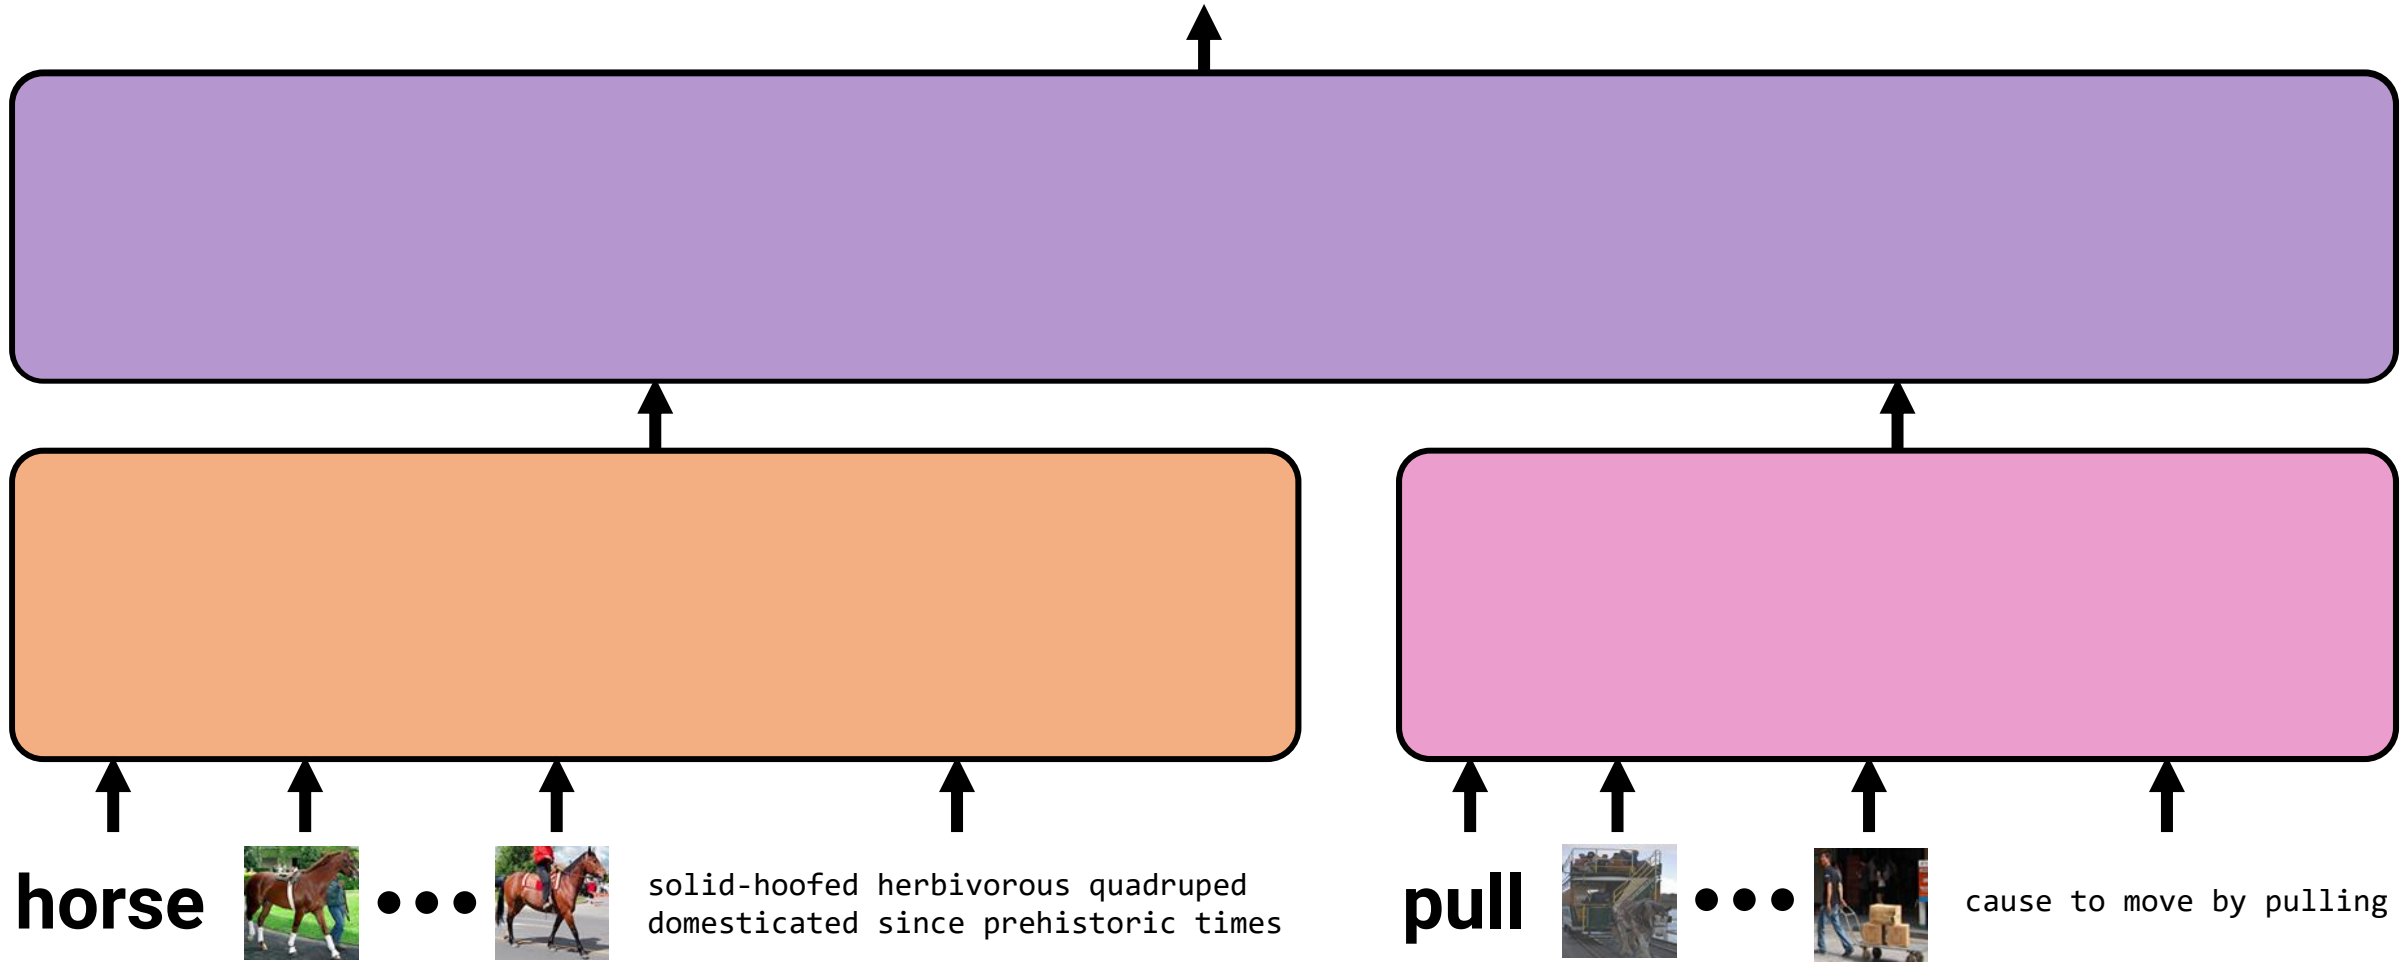 horse
solid-hoofed herbivorous quadruped
domesticated since prehistoric times
pull
cause to move by pulling